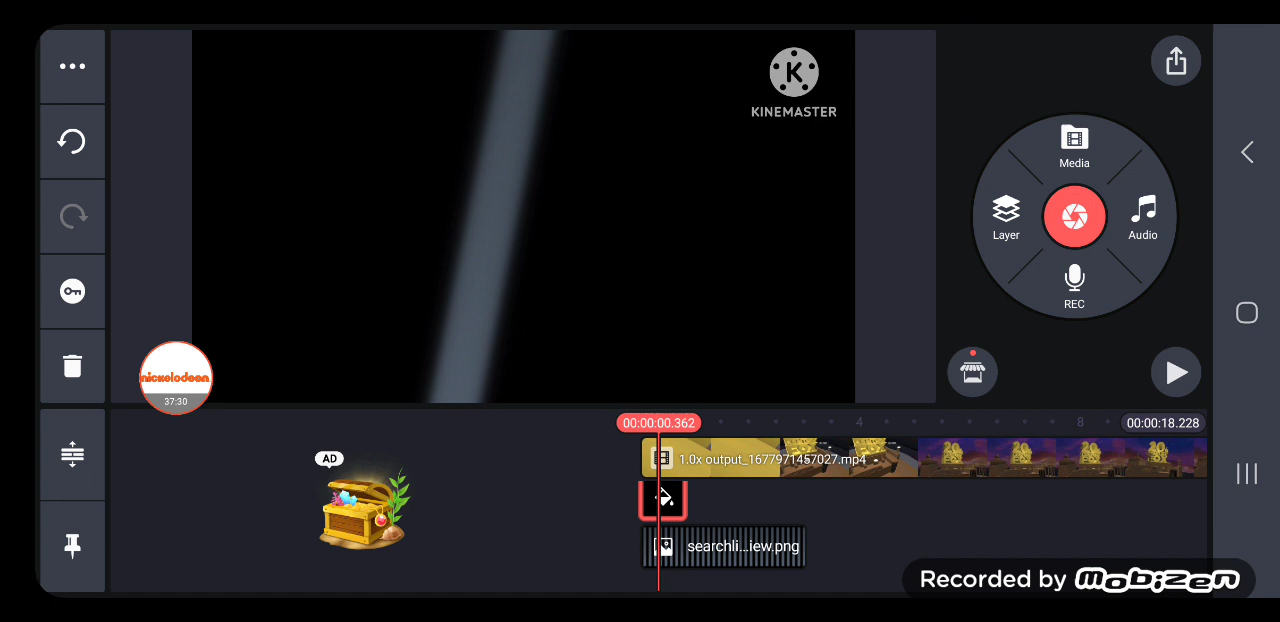 K
KINEMASTER
Media
Layer
Audio
REC
nickelodeon
37:30
00:00:00.362
4
8
00:00:18.228
1.0x output_1677971457027.mp4
AD
searchli...iew.png
Recorded by mobizen